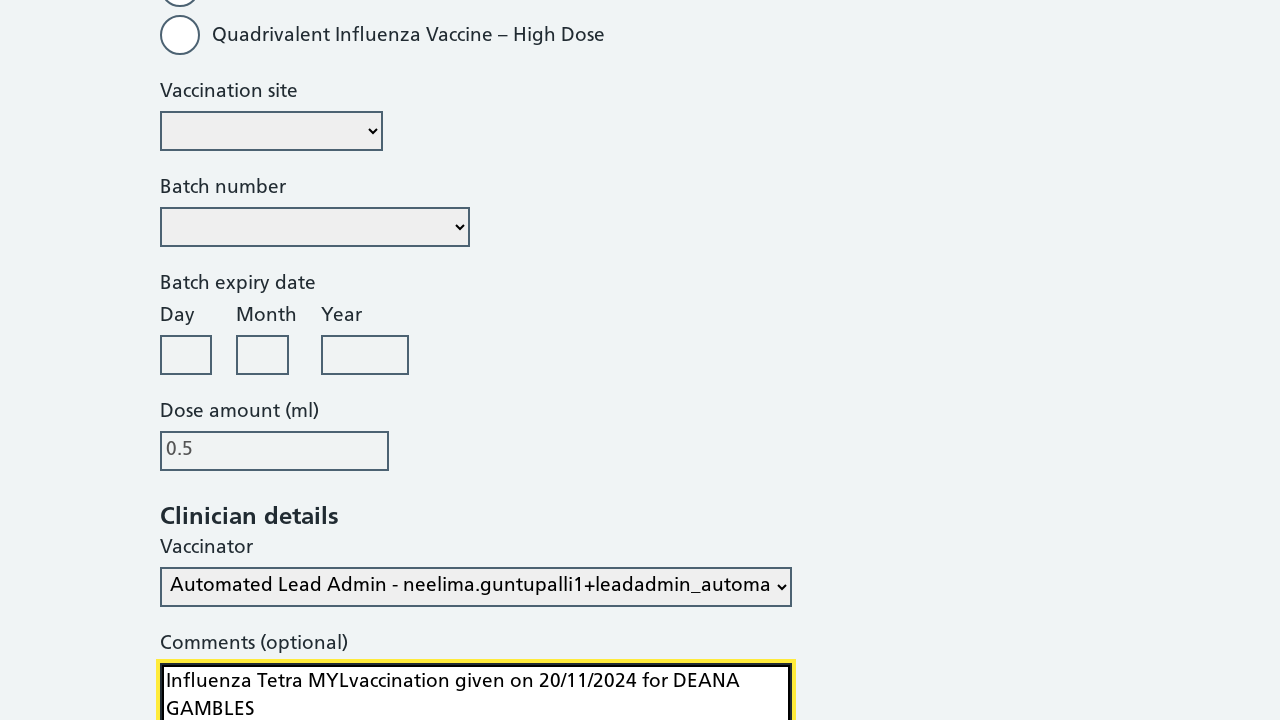 Quadrivalent Influenza Vaccine – High Dose
Vaccination site
Batch number
Batch expiry date
Day Month Year
Dose amount (ml)
0.5
Clinician details
Vaccinator
Automated Lead Admin - neelima.guntupalli1+leadadmin_automa
Comments (optional)
Influenza Tetra MYLvaccination given on 20/11/2024 for DEANA
GAMBLES